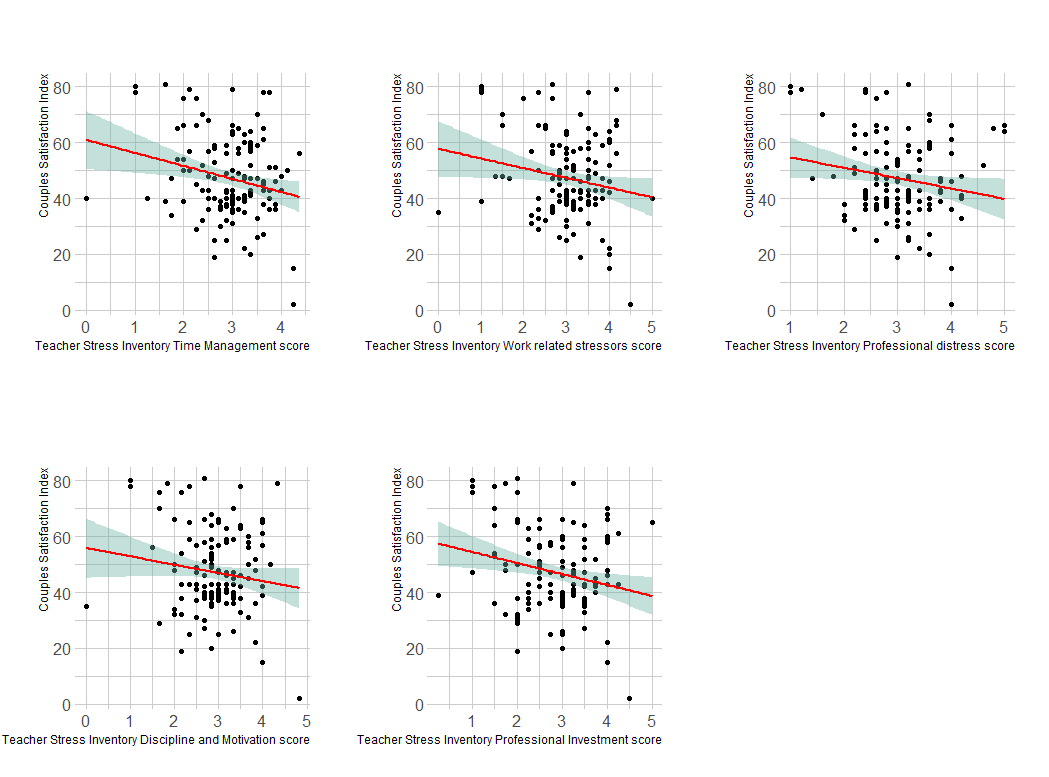 Couples Satisfaction Index
80
60
40
20
0
0 1 2 3 4
Teacher Stress Inventory Time Management score
Couples Satisfaction Index
80
60
40
20
0
0 1 2 3 4 5
Teacher Stress Inventory Work related stressors score
Couples Satisfaction Index
80
60
40
20
0
1 2 3 4 5
Teacher Stress Inventory Professional distress score
Couples Satisfaction Index
80
60
40
20
0
0 1 2 3 4 5
Teacher Stress Inventory Discipline and Motivation score
Couples Satisfaction Index
80
60
40
20
0
1 2 3 4 5
Teacher Stress Inventory Professional Investment score